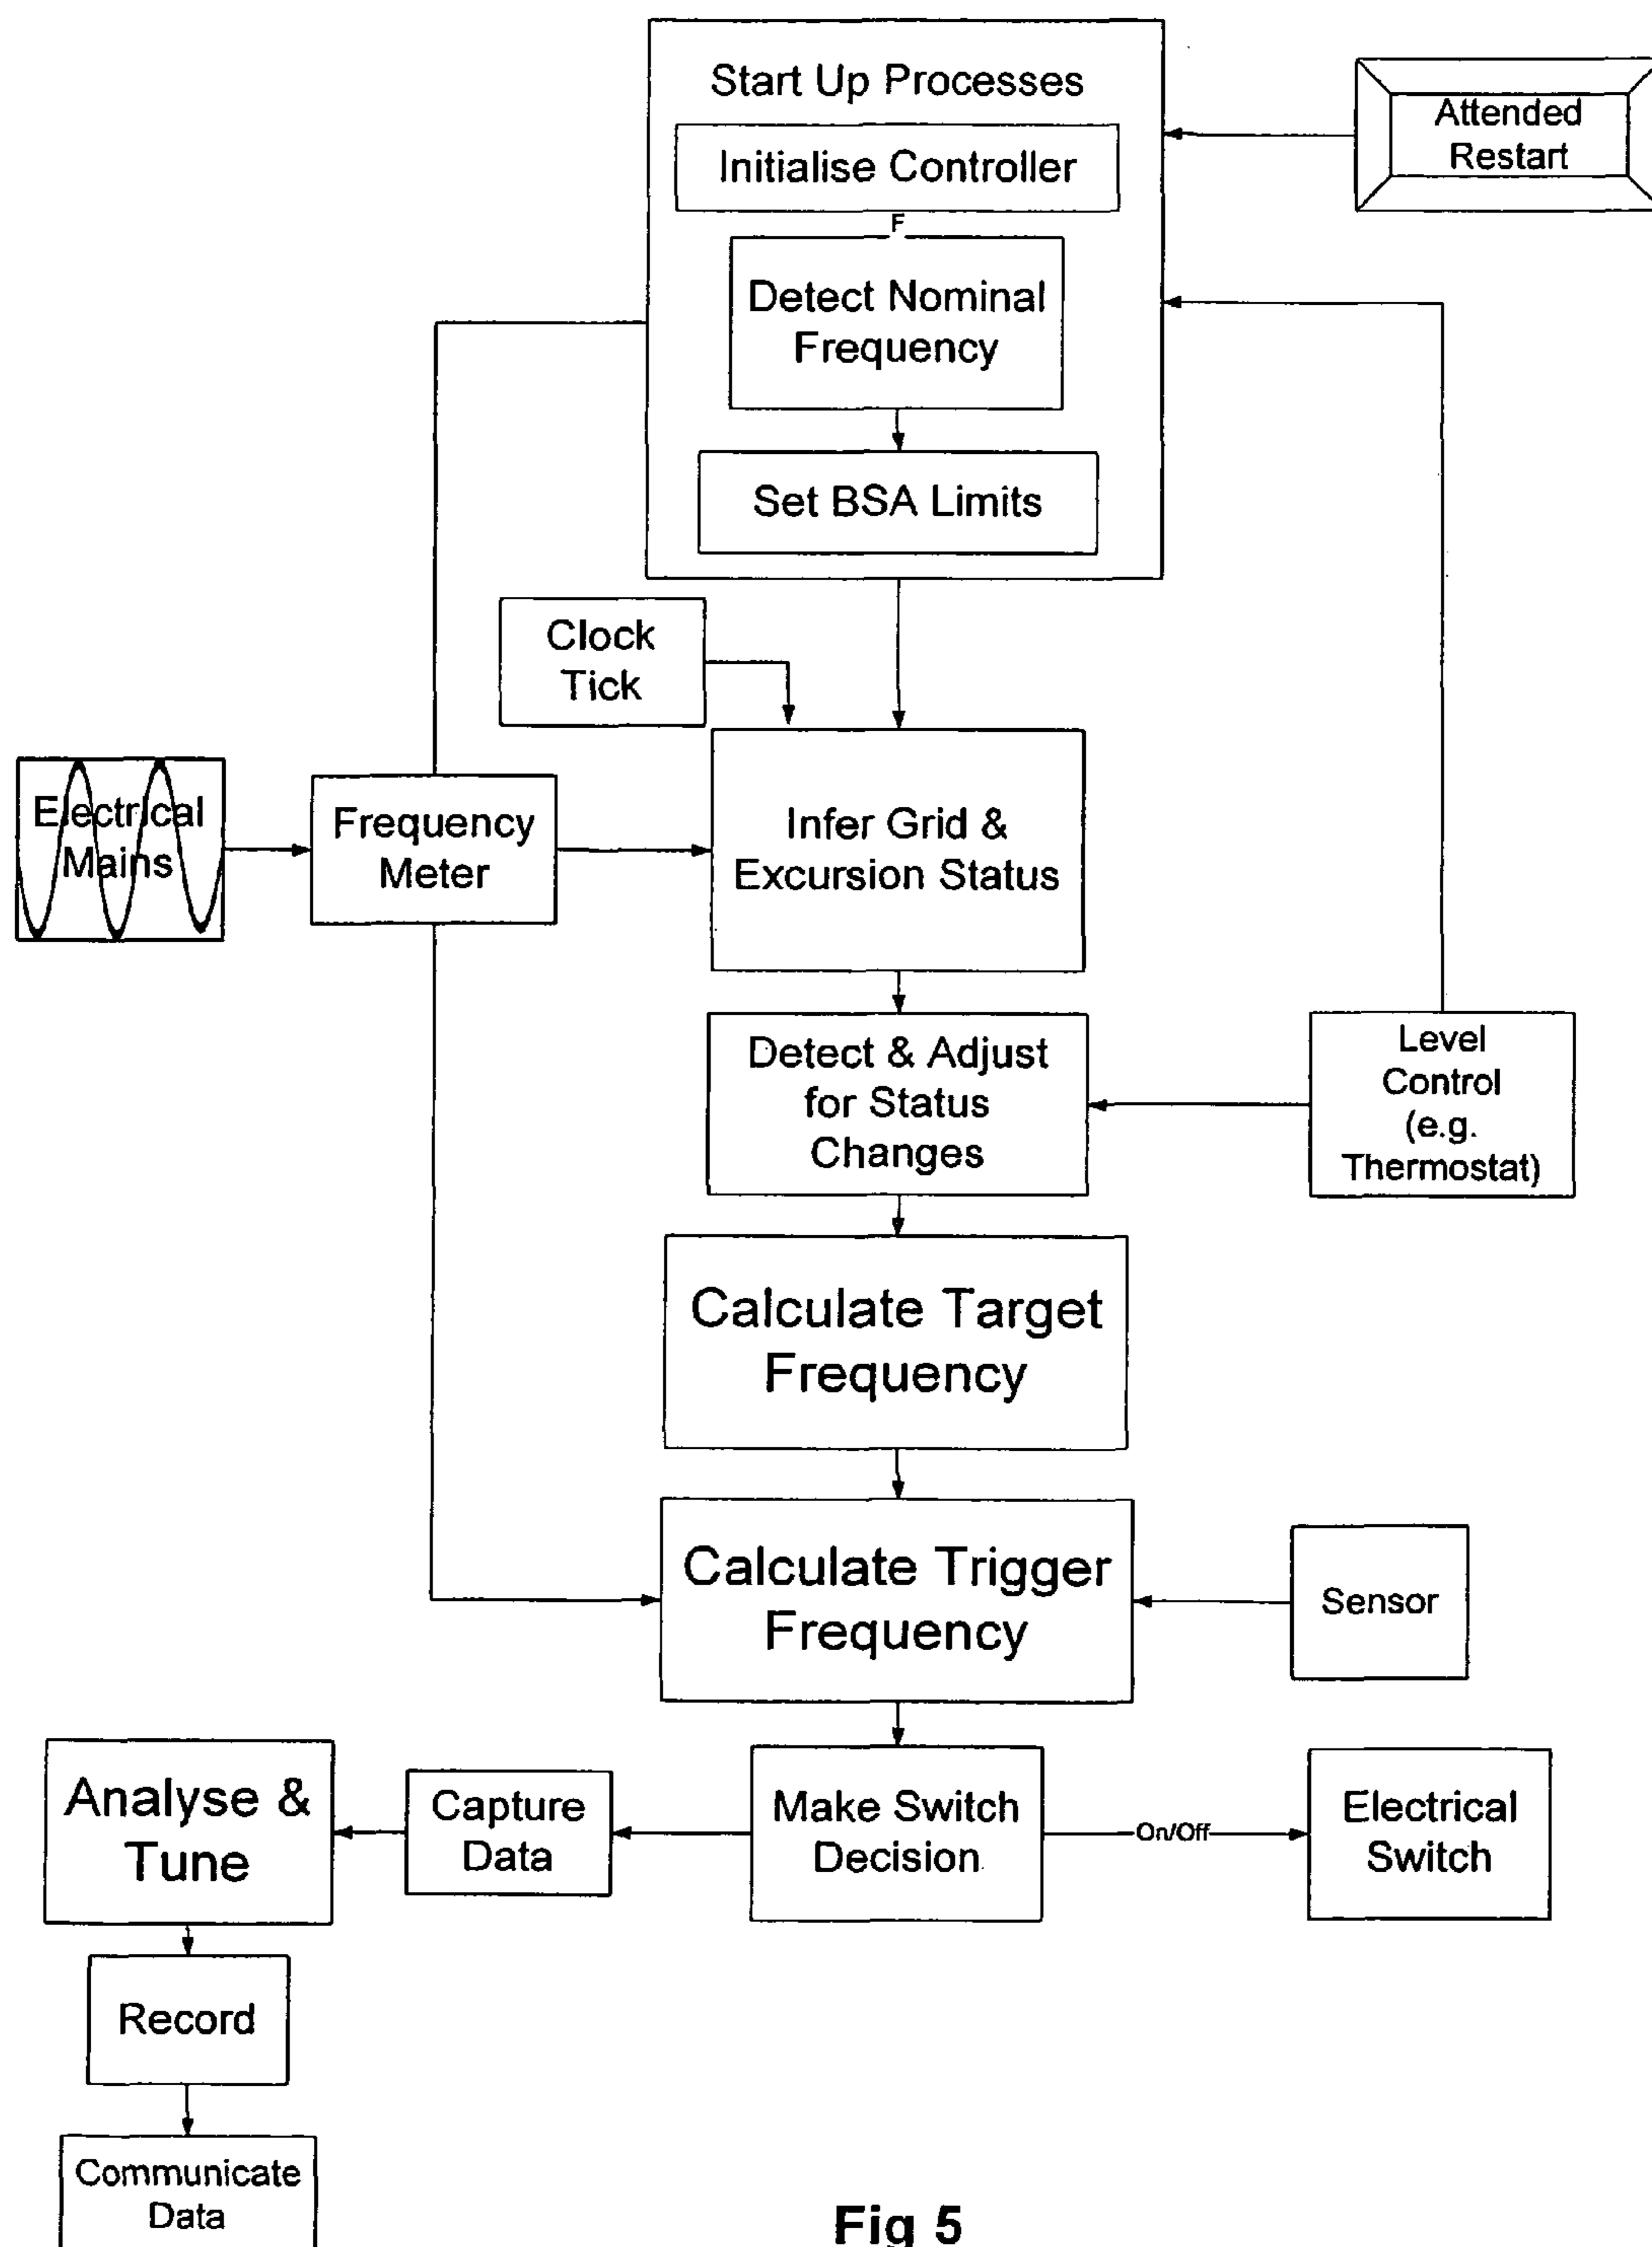 Start Up Processes
Attended
Restart
Initialise Controller
F
Detect Nominal
Frequency
Set BSA Limits
Clock
Tick
Electrical
Mains
Frequency
Meter
Infer Grid &
Excursion Status
Detect & Adjust
for Status
Changes
Level
Control
(e.g.
Thermostat)
Calculate Target
Frequency
Calculate Trigger
Frequency
Sensor
Analyse &
Tune
Capture
Data
Make Switch
Decision
On/Off
Electrical
Switch
Record
Communicate
Data
Fig 5